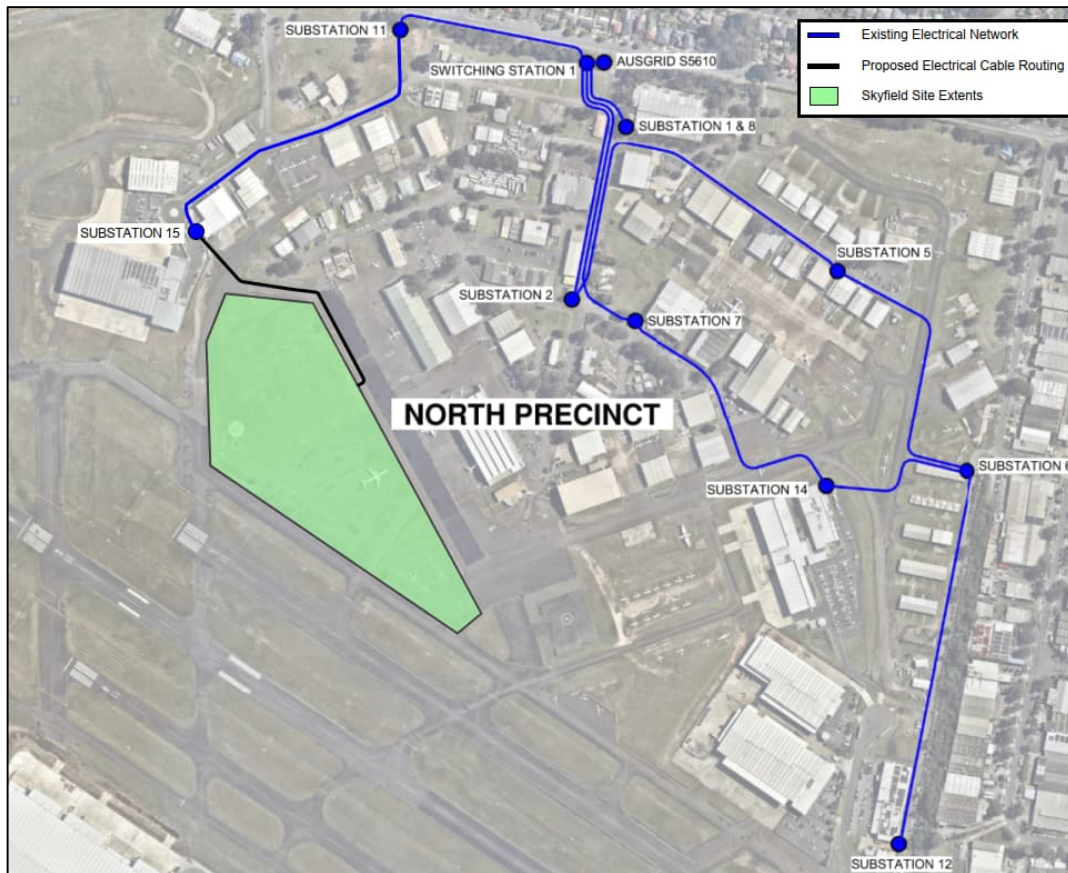 SUBSTATION 11
SWITCHING STATION 1
AUSGRID S5610
Existing Electrical Network
Proposed Electrical Cable Routing
Skyfield Site Extents
SUBSTATION 1 & 8
SUBSTATION 15
SUBSTATION 5
SUBSTATION 2
SUBSTATION 7
NORTH PRECINCT
SUBSTATION 6
SUBSTATION 14
SUBSTATION 12